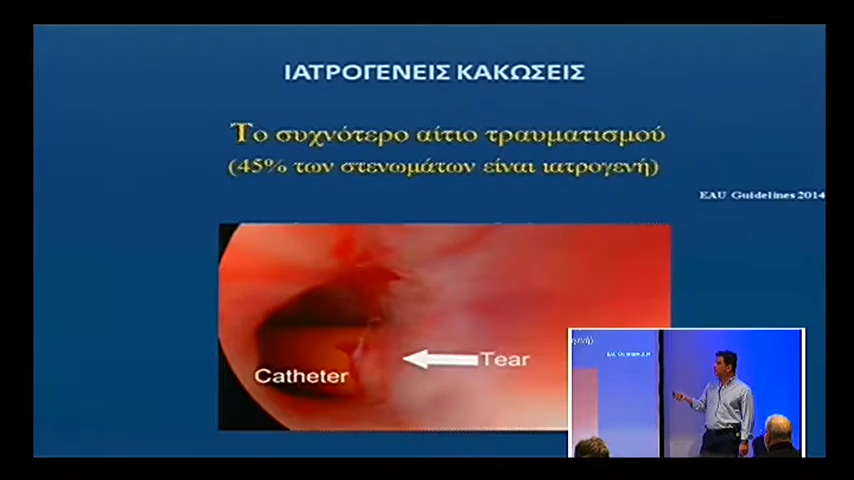 ΙΑΤΡΟΓΕΝΕΙΣ ΚΑΚΩΣΕΙΣ
Το συχνότερο αίτιο τραυματισμού
(45% των στενωμάτων είναι ιατρογενή)
EAU Guidelines 2014
Tear
Catheter